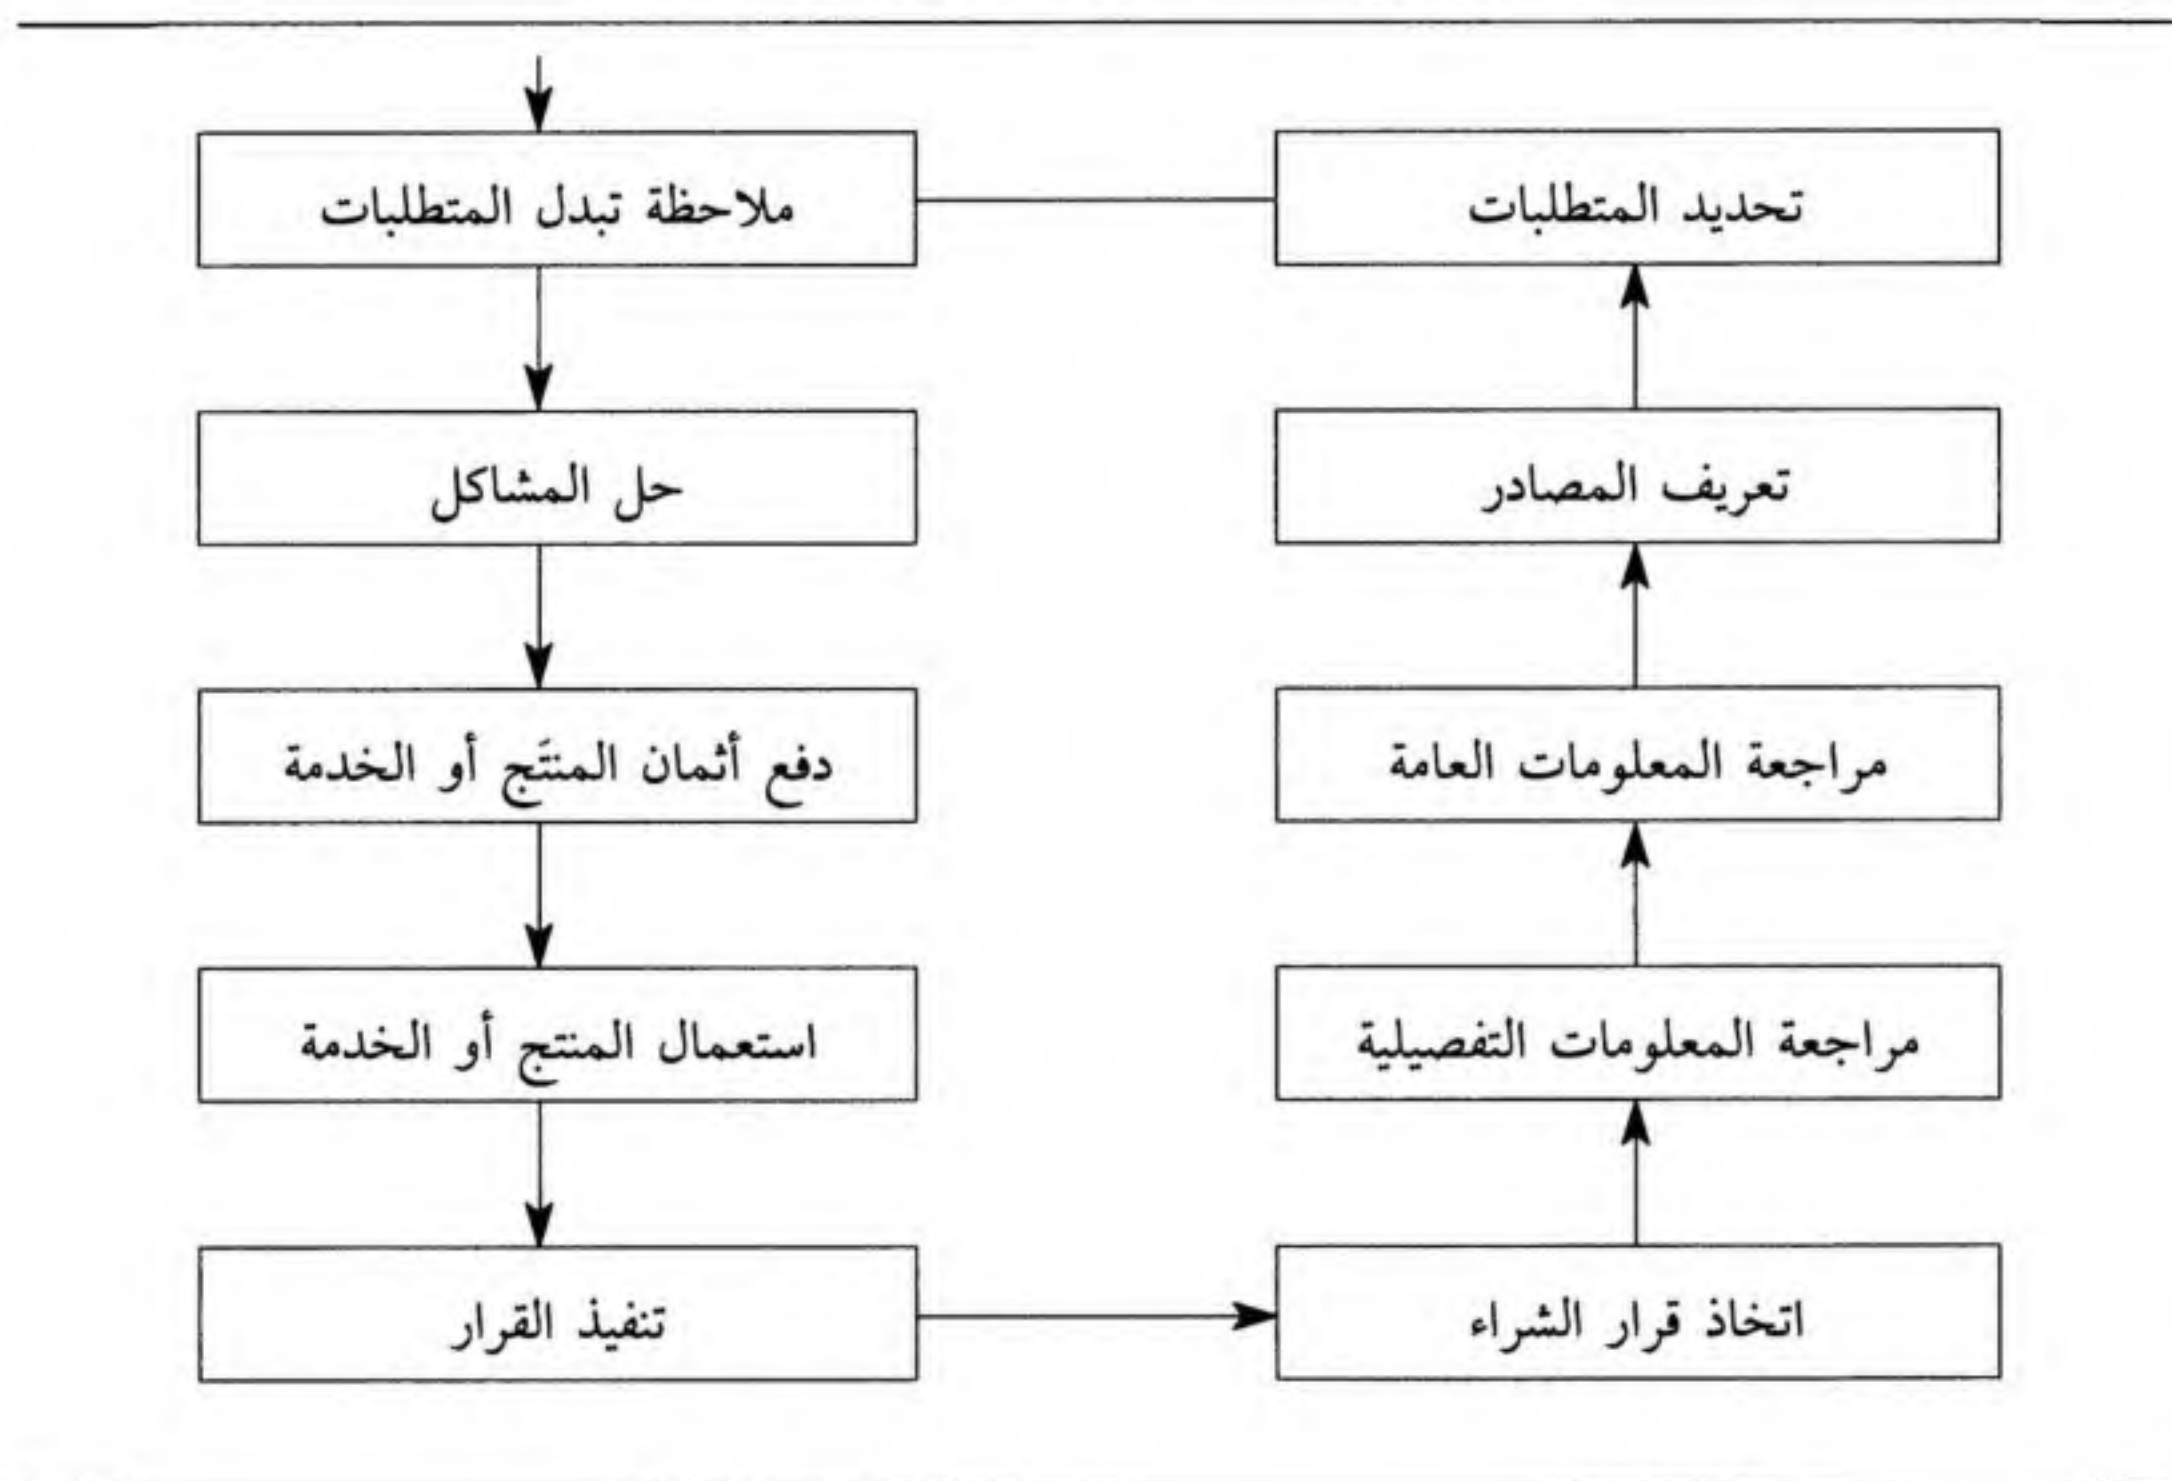 تحديد المتطلبات
ملاحظة تبدل المتطلبات
تعريف المصادر
حل المشاكل
مراجعة المعلومات العامة
دفع أثمان المنتَج أو الخدمة
مراجعة المعلومات التفصيلية
استعمال المنتج أو الخدمة
اتخاذ قرار الشراء
تنفيذ القرار